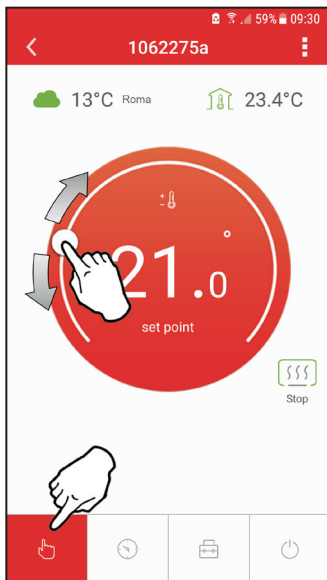 59% 09:30
1062275a
13°C Roma 23.4°C
21.0°
set point
Stop